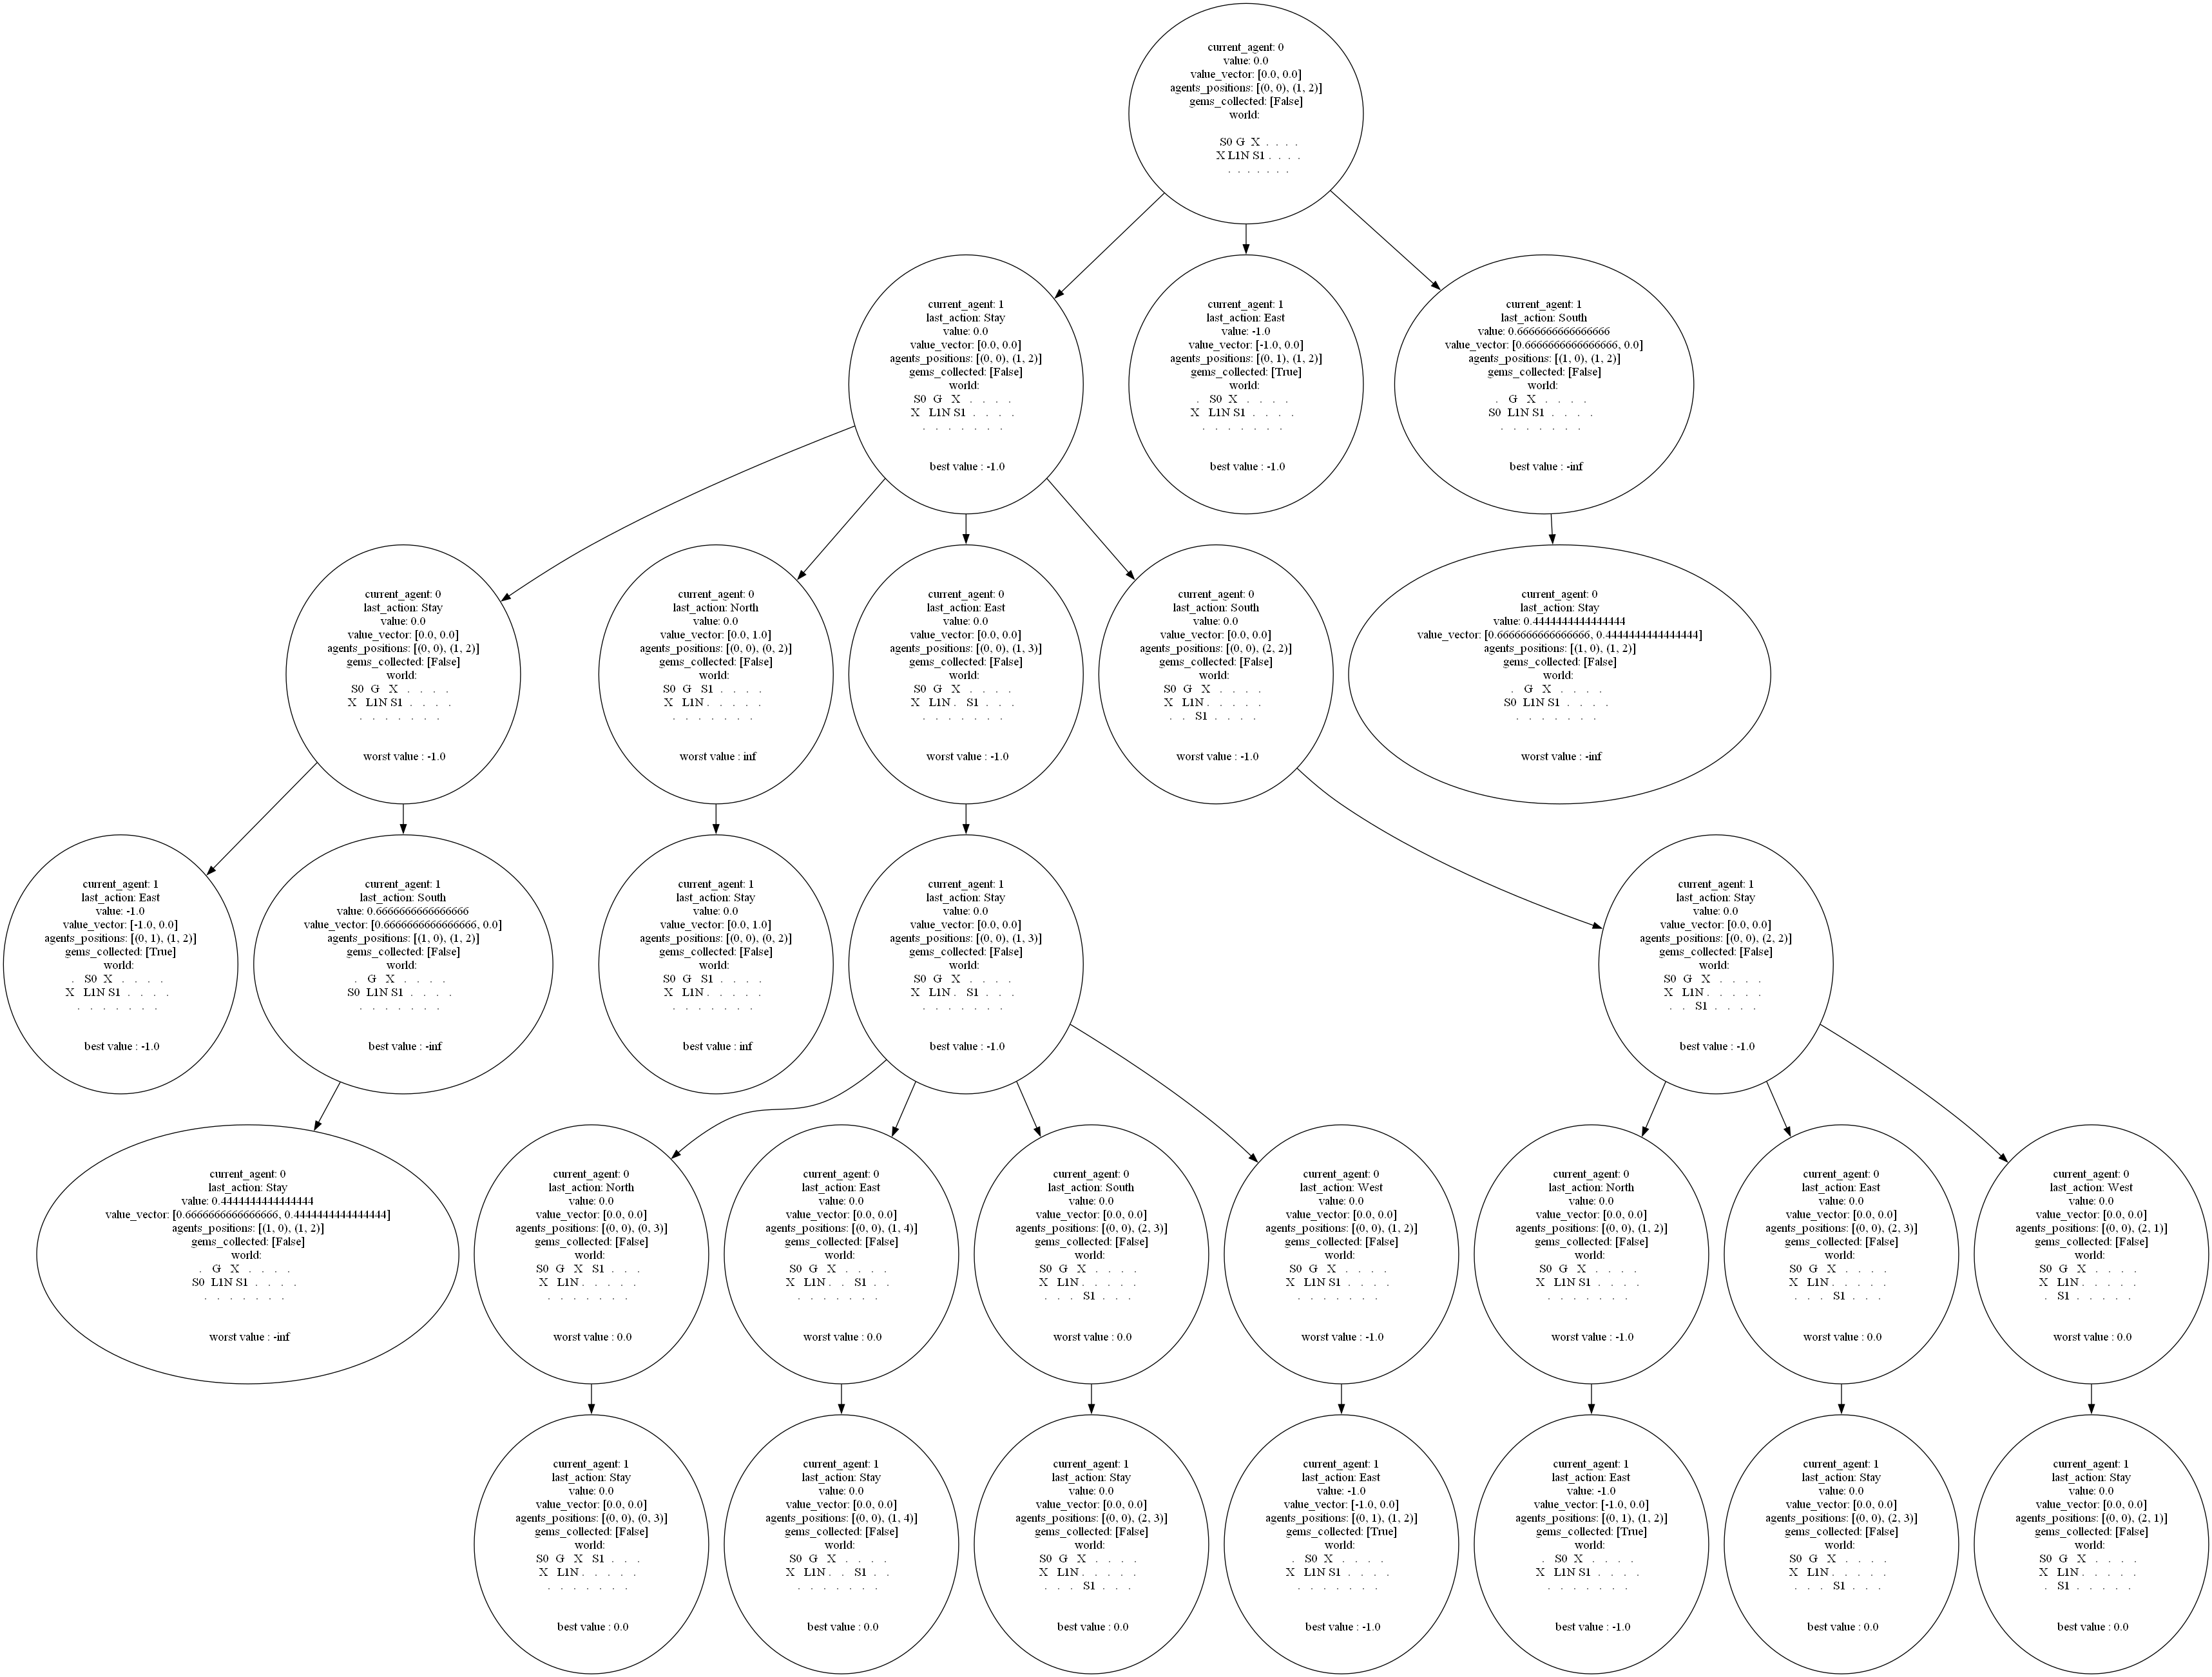 current_agent: 0
value: 0.0
value_vector: [0.0, 0.0]
agents_positions: [(0, 0), (1, 2)]
gems_collected: [False]
world:
S0 G X . . . .
X L1N S1 . . . .
. . . . . . .
current_agent: 1
last_action: Stay
value: 0.0
value_vector: [0.0, 0.0]
agents_positions: [(0, 0), (1, 2)]
gems_collected: [False]
world:
S0 G X . . . .
X L1N S1 . . . .
. . . . . . .
best value : -1.0
current_agent: 1
last_action: East
value: -1.0
value_vector: [-1.0, 0.0]
agents_positions: [(0, 1), (1, 2)]
gems_collected: [True]
world:
. S0 X . . . .
X L1N S1 . . . .
. . . . . . .
best value : -1.0
current_agent: 1
last_action: South
value: 0.6666666666666666
value_vector: [0.6666666666666666, 0.0]
agents_positions: [(1, 0), (1, 2)]
gems_collected: [False]
world:
. G X . . . .
S0 L1N S1 . . . .
. . . . . . .
best value : -inf
current_agent: 0
last_action: Stay
value: 0.0
value_vector: [0.0, 0.0]
agents_positions: [(0, 0), (1, 2)]
gems_collected: [False]
world:
S0 G X . . . .
X L1N S1 . . . .
. . . . . . .
worst value : -1.0
current_agent: 0
last_action: North
value: 0.0
value_vector: [0.0, 1.0]
agents_positions: [(0, 0), (0, 2)]
gems_collected: [False]
world:
S0 G S1 . . . .
X L1N . . . . .
. . . . . . .
worst value : inf
current_agent: 0
last_action: East
value: 0.0
value_vector: [0.0, 0.0]
agents_positions: [(0, 0), (1, 3)]
gems_collected: [False]
world:
S0 G X . . . .
X L1N . S1 . . .
. . . . . . .
worst value : -1.0
current_agent: 0
last_action: South
value: 0.0
value_vector: [0.0, 0.0]
agents_positions: [(0, 0), (2, 2)]
gems_collected: [False]
world:
S0 G X . . . .
X L1N . . . . .
. . S1 . . . .
worst value : -1.0
current_agent: 0
last_action: Stay
value: 0.4444444444444444
value_vector: [0.6666666666666666, 0.4444444444444444]
agents_positions: [(1, 0), (1, 2)]
gems_collected: [False]
world:
. G X . . . .
S0 L1N S1 . . . .
. . . . . . .
worst value : -inf
current_agent: 1
last_action: East
value: -1.0
value_vector: [-1.0, 0.0]
agents_positions: [(0, 1), (1, 2)]
gems_collected: [True]
world:
. S0 X . . . .
X L1N S1 . . . .
. . . . . . .
best value : -1.0
current_agent: 1
last_action: South
value: 0.6666666666666666
value_vector: [0.6666666666666666, 0.0]
agents_positions: [(1, 0), (1, 2)]
gems_collected: [False]
world:
. G X . . . .
S0 L1N S1 . . . .
. . . . . . .
best value : -inf
current_agent: 1
last_action: Stay
value: 0.0
value_vector: [0.0, 1.0]
agents_positions: [(0, 0), (0, 2)]
gems_collected: [False]
world:
S0 G S1 . . . .
X L1N . . . . .
. . . . . . .
best value : inf
current_agent: 1
last_action: Stay
value: 0.0
value_vector: [0.0, 0.0]
agents_positions: [(0, 0), (1, 3)]
gems_collected: [False]
world:
S0 G X . . . .
X L1N . S1 . . .
. . . . . . .
best value : -1.0
current_agent: 1
last_action: Stay
value: 0.0
value_vector: [0.0, 0.0]
agents_positions: [(0, 0), (2, 2)]
gems_collected: [False]
world:
S0 G X . . . .
X L1N . . . . .
. . S1 . . . .
best value : -1.0
current_agent: 0
last_action: Stay
value: 0.4444444444444444
value_vector: [0.6666666666666666, 0.4444444444444444]
agents_positions: [(1, 0), (1, 2)]
gems_collected: [False]
world:
. G X . . . .
S0 L1N S1 . . . .
. . . . . . .
worst value : -inf
current_agent: 0
last_action: North
value: 0.0
value_vector: [0.0, 0.0]
agents_positions: [(0, 0), (0, 3)]
gems_collected: [False]
world:
S0 G X S1 . . .
X L1N . . . . .
. . . . . . .
worst value : 0.0
current_agent: 0
last_action: East
value: 0.0
value_vector: [0.0, 0.0]
agents_positions: [(0, 0), (1, 4)]
gems_collected: [False]
world:
S0 G X . . . .
X L1N . . S1 . .
. . . . . . .
worst value : 0.0
current_agent: 0
last_action: South
value: 0.0
value_vector: [0.0, 0.0]
agents_positions: [(0, 0), (2, 3)]
gems_collected: [False]
world:
S0 G X . . . .
X L1N . . . . .
. . . S1 . . .
worst value : 0.0
current_agent: 0
last_action: West
value: 0.0
value_vector: [0.0, 0.0]
agents_positions: [(0, 0), (1, 2)]
gems_collected: [False]
world:
S0 G X . . . .
X L1N S1 . . . .
. . . . . . .
worst value : -1.0
current_agent: 0
last_action: North
value: 0.0
value_vector: [0.0, 0.0]
agents_positions: [(0, 0), (1, 2)]
gems_collected: [False]
world:
S0 G X . . . .
X L1N S1 . . . .
. . . . . . .
worst value : -1.0
current_agent: 0
last_action: East
value: 0.0
value_vector: [0.0, 0.0]
agents_positions: [(0, 0), (2, 3)]
gems_collected: [False]
world:
S0 G X . . . .
X L1N . . . . .
. . . S1 . . .
worst value : 0.0
current_agent: 0
last_action: West
value: 0.0
value_vector: [0.0, 0.0]
agents_positions: [(0, 0), (2, 1)]
gems_collected: [False]
world:
S0 G X . . . .
X L1N . . . . .
. S1 . . . . .
worst value : 0.0
current_agent: 1
last_action: Stay
value: 0.0
value_vector: [0.0, 0.0]
agents_positions: [(0, 0), (0, 3)]
gems_collected: [False]
world:
S0 G X S1 . . .
X L1N . . . . .
. . . . . . .
best value : 0.0
current_agent: 1
last_action: Stay
value: 0.0
value_vector: [0.0, 0.0]
agents_positions: [(0, 0), (1, 4)]
gems_collected: [False]
world:
S0 G X . . . .
X L1N . . S1 . .
. . . . . . .
best value : 0.0
current_agent: 1
last_action: Stay
value: 0.0
value_vector: [0.0, 0.0]
agents_positions: [(0, 0), (2, 3)]
gems_collected: [False]
world:
S0 G X . . . .
X L1N . . . . .
. . . S1 . . .
best value : 0.0
current_agent: 1
last_action: East
value: -1.0
value_vector: [-1.0, 0.0]
agents_positions: [(0, 1), (1, 2)]
gems_collected: [True]
world:
. S0 X . . . .
X L1N S1 . . . .
. . . . . . .
best value : -1.0
current_agent: 1
last_action: East
value: -1.0
value_vector: [-1.0, 0.0]
agents_positions: [(0, 1), (1, 2)]
gems_collected: [True]
world:
. S0 X . . . .
X L1N S1 . . . .
. . . . . . .
best value : -1.0
current_agent: 1
last_action: Stay
value: 0.0
value_vector: [0.0, 0.0]
agents_positions: [(0, 0), (2, 3)]
gems_collected: [False]
world:
S0 G X . . . .
X L1N . . . . .
. . . S1 . . .
best value : 0.0
current_agent: 1
last_action: Stay
value: 0.0
value_vector: [0.0, 0.0]
agents_positions: [(0, 0), (2, 1)]
gems_collected: [False]
world:
S0 G X . . . .
X L1N . . . . .
. S1 . . . . .
best value : 0.0